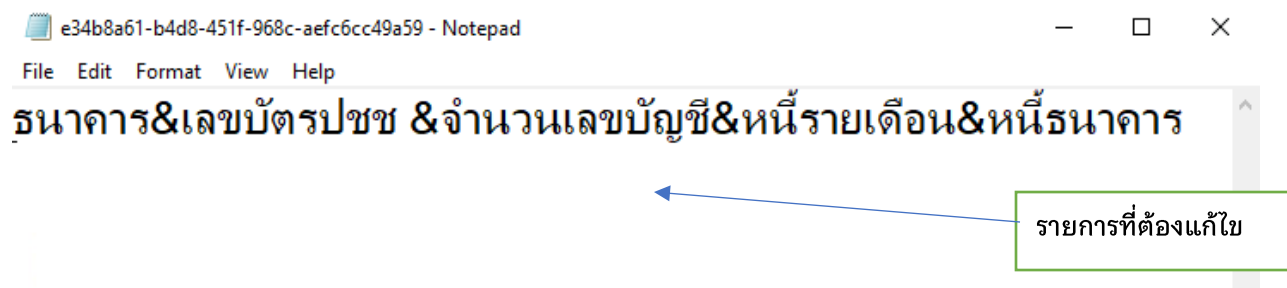 e34b8a61-b4d8-451f-968c-aefc6cc49a59 - Notepad
File Edit Format View Help
ธนาคาร&เลขบัตรปชช &จำนวนเลขบัญชี&หนี้รายเดือน&หนี้ธนาคาร
รายการที่ต้องแก้ไข